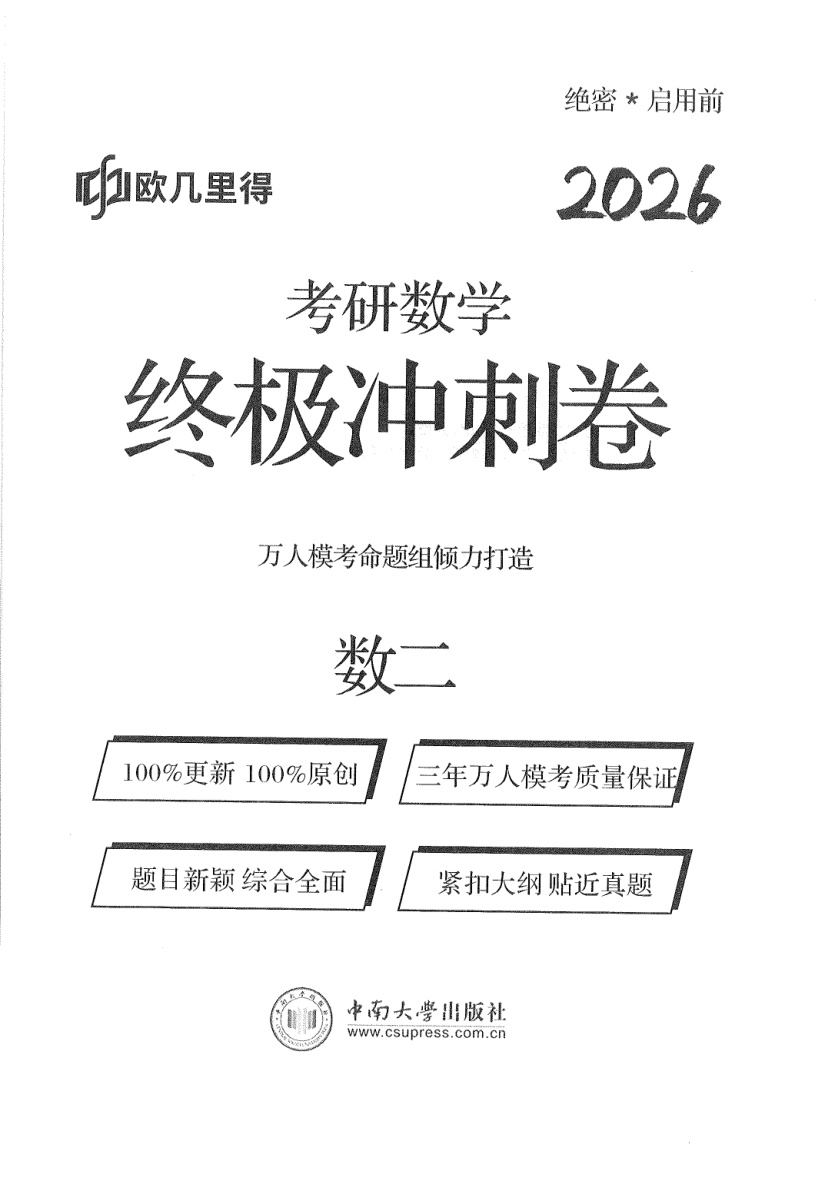 绝密 * 启用前
欧几里得
2026
考研数学
终极冲刺卷
万人模考命题组倾力打造
数二
100%更新 100%原创
三年万人模考质量保证
题目新颖 综合全面
紧扣大纲 贴近真题
中南大学出版社
www.csupress.com.cn